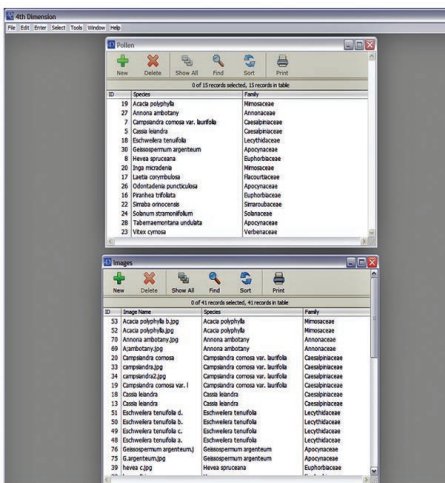 4th Dimension
File Edit Enter Select Tools Window Help
Pollen
New Delete Show All Find Sort Print
0 of 15 records selected, 15 records in table
ID Species Family
19 Acacia polyphylla Mimosaceae
27 Annona ambotany Annonaceae
7 Campsiandra comosa var. laurifolia Caesalpiniaceae
5 Cassia leiandra Caesalpiniaceae
18 Eschweilera tenuifolia Lecythidaceae
30 Geissospermum argenteum Apocynaceae
8 Hevea spruceana Euphorbiaceae
20 Inga micradenia Mimosaceae
17 Laetia corymbulosa Flacourtiaceae
26 Odontadenia puncticulosa Apocynaceae
16 Piranhea trifoliata Euphorbiaceae
22 Simaba orinocensis Simaroubaceae
24 Solanum stramonifolium Solanaceae
28 Tabernaemontana undulata Apocynaceae
23 Vitex cymosa Verbenaceae
Images
New Delete Show All Find Sort Print
0 of 41 records selected, 41 records in table
ID Image Name Species Family
53 Acacia polyphylla b.jpg Acacia polyphylla Mimosaceae
52 Acacia polyphylla.jpg Acacia polyphylla Mimosaceae
70 Annona ambotany.jpg Annona ambotany Annonaceae
69 A;ambotany.jpg Annona ambotany Annonaceae
20 Campsiandra comosa Campsiandra comosa var. laurifolia Caesalpiniaceae
33 campsiandra.jpg Campsiandra comosa var. laurifolia Caesalpiniaceae
34 campsiandra2.jpg Campsiandra comosa var. laurifolia Caesalpiniaceae
19 Campsiandra comosa var. l Campsiandra comosa var. laurifolia Caesalpiniaceae
18 Cassia leiandra Cassia leiandra Caesalpiniaceae
13 Cassia leiandra Cassia leiandra Caesalpiniaceae
51 Eschweilera tenuifolia d. Eschweilera tenuifolia Lecythidaceae
50 Eschweilera tenuifolia b. Eschweilera tenuifolia Lecythidaceae
49 Eschweilera tenuifolia c. Eschweilera tenuifolia Lecythidaceae
48 Eschweilera tenuifolia a. Eschweilera tenuifolia Lecythidaceae
76 Geissospermum argenteum.j Geissospermum argenteum Apocynaceae
75 G.argenteum.jpg Geissospermum argenteum Apocynaceae
39 hevea c.jpg Hevea spruceana Euphorbiaceae